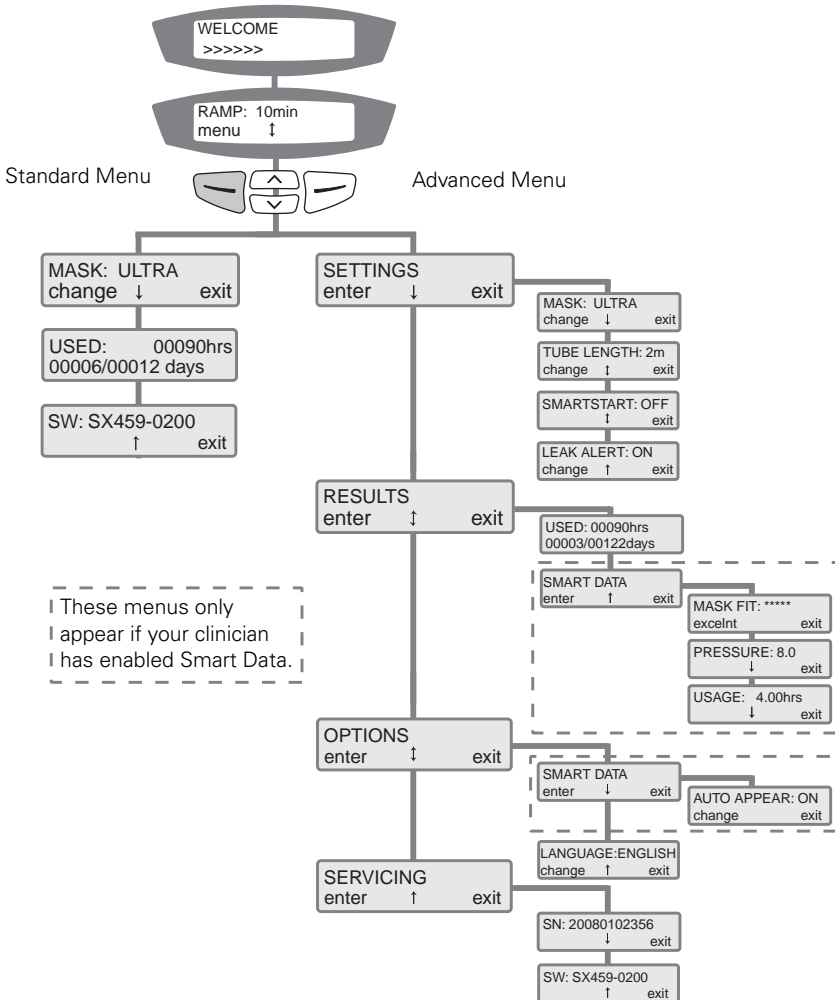 WELCOME
>>>>>>
RAMP: 10min
menu ↕
Standard Menu
Advanced Menu
MASK: ULTRA
change ↓ exit
USED: 00090hrs
00006/00012 days
SW: SX459-0200
↑ exit
SETTINGS
enter ↓ exit
MASK: ULTRA
change ↓ exit
TUBE LENGTH: 2m
change ↕ exit
SMARTSTART: OFF
↕ exit
LEAK ALERT: ON
change ↑ exit
RESULTS
enter ↕ exit
USED: 00090hrs
00003/00122days
SMART DATA
enter ↑ exit
MASK FIT: *****
excelnt exit
PRESSURE: 8.0
↓ exit
USAGE: 4.00hrs
↓ exit
These menus only
appear if your clinician
has enabled Smart Data.
OPTIONS
enter ↕ exit
SMART DATA
enter ↓ exit
AUTO APPEAR: ON
change exit
LANGUAGE:ENGLISH
change ↑ exit
SERVICING
enter ↑ exit
SN: 20080102356
↓ exit
SW: SX459-0200
↑ exit